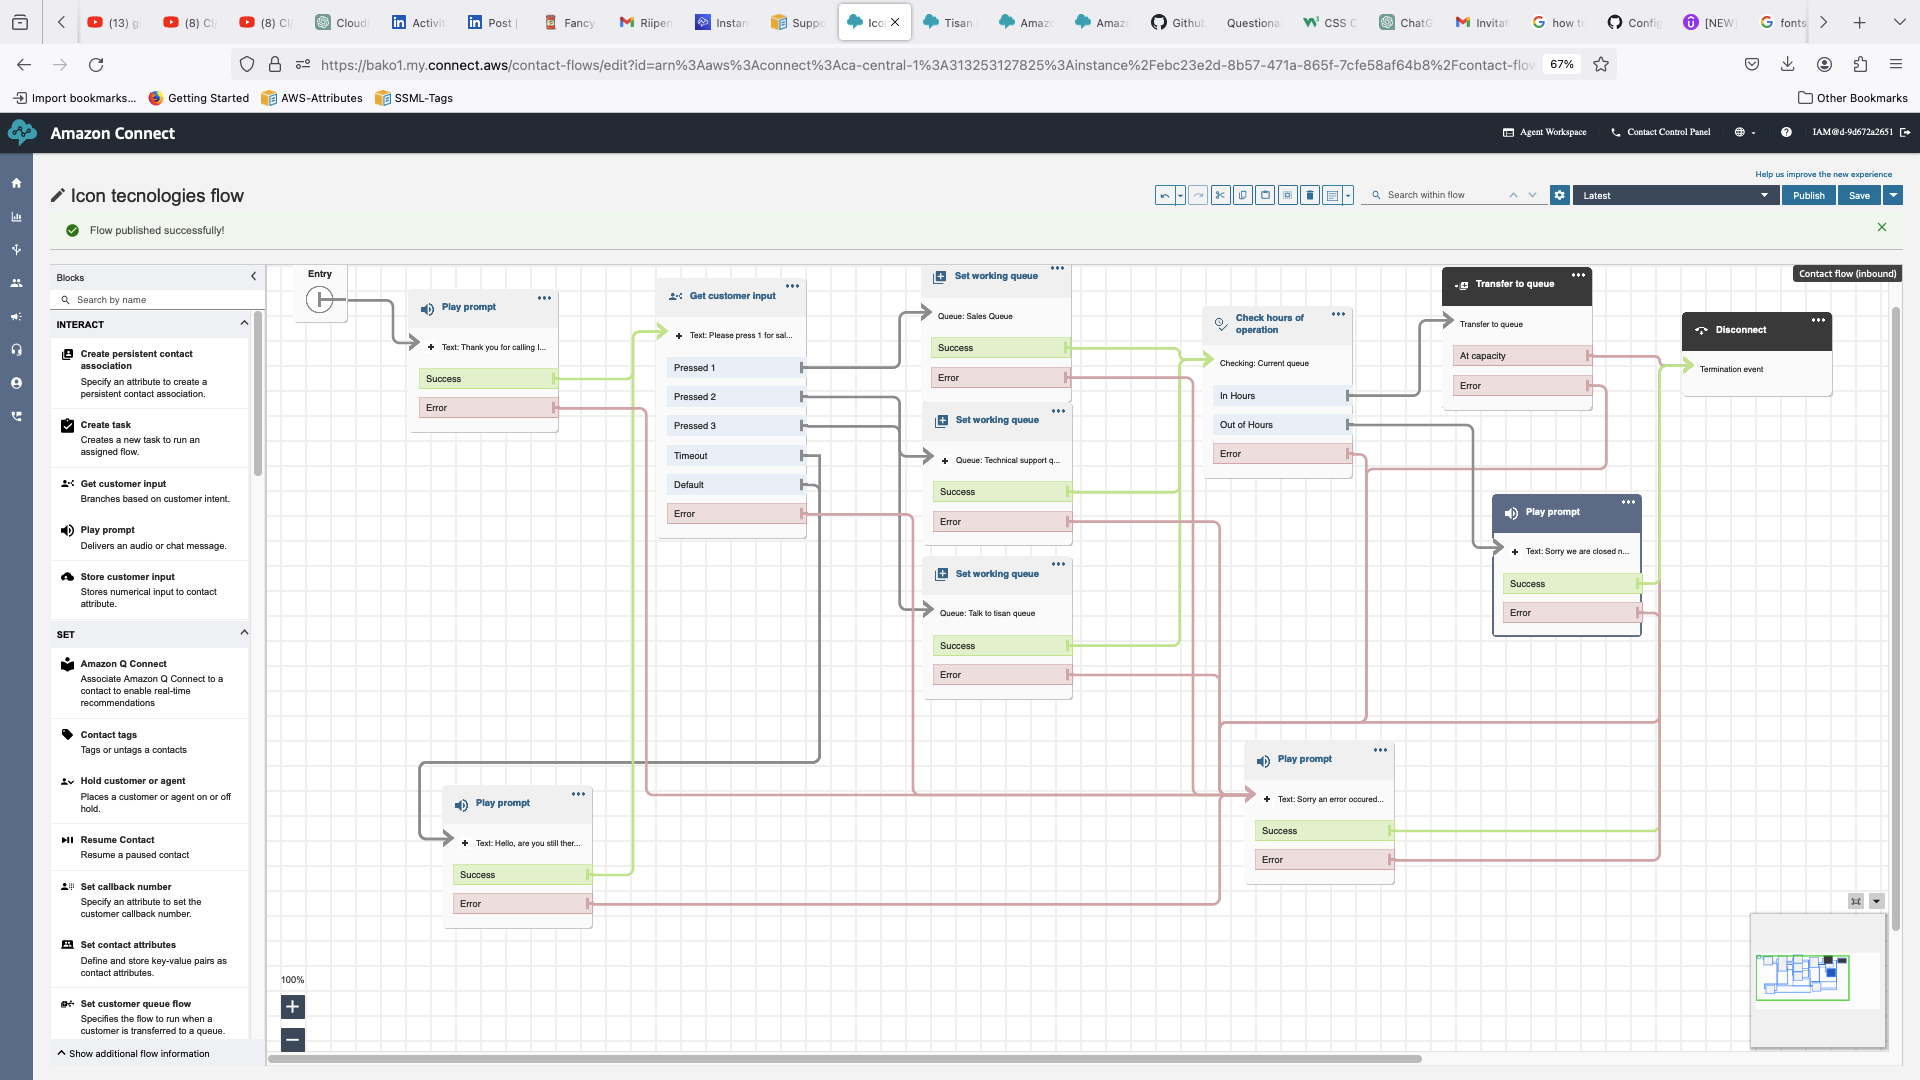 (13) gi
(8) Cl/
(8) Cl/
Cloudi
Activit
Post |
Fancy
Riipen
Instan
Suppo
Ico
Tisan
Amazo
Amazo
Github
Questiona
CSS C
ChatG
Invitat
how to
Config
[NEW]
fonts
https://bako1.my.connect.aws/contact-flows/edit?id=arn%3Aaws%3Aconnect%3Aca-central-1%3A313253127825%3Ainstance%2Febc23e2d-8b57-471a-865f-7cfe58af64b8%2Fcontact-flow
67%
Import bookmarks...
Getting Started
AWS-Attributes
SSML-Tags
Other Bookmarks
Amazon Connect
Agent Workspace
Contact Control Panel
IAM@d-9d672a2651
Help us improve the new experience
Icon tecnologies flow
Search within flow
Latest
Publish
Save
Flow published successfully!
Blocks
Search by name
INTERACT
Create persistent contact
association
Specify an attribute to create a
persistent contact association.
Create task
Creates a new task to run an
assigned flow.
Get customer input
Branches based on customer intent.
Play prompt
Delivers an audio or chat message.
Store customer input
Stores numerical input to contact
attribute.
SET
Amazon Q Connect
Associate Amazon Q Connect to a
contact to enable real-time
recommendations
Contact tags
Tags or untags a contacts
Hold customer or agent
Places a customer or agent on or off
hold.
Resume Contact
Resume a paused contact
Set callback number
Specify an attribute to set the
customer callback number.
Set contact attributes
Define and store key-value pairs as
contact attributes.
Set customer queue flow
Specifies the flow to run when a
customer is transferred to a queue.
Show additional flow information
Contact flow (inbound)
Entry
Play prompt
Text: Thank you for calling I...
Success
Error
Get customer input
Text: Please press 1 for sal...
Pressed 1
Pressed 2
Pressed 3
Timeout
Default
Error
Set working queue
Queue: Sales Queue
Success
Error
Set working queue
Queue: Technical support q...
Success
Error
Set working queue
Queue: Talk to tisan queue
Success
Error
Check hours of
operation
Checking: Current queue
In Hours
Out of Hours
Error
Transfer to queue
Transfer to queue
At capacity
Error
Disconnect
Termination event
Play prompt
Text: Sorry we are closed n...
Success
Error
Play prompt
Text: Sorry an error occured...
Success
Error
Play prompt
Text: Hello, are you still ther...
Success
Error
100%